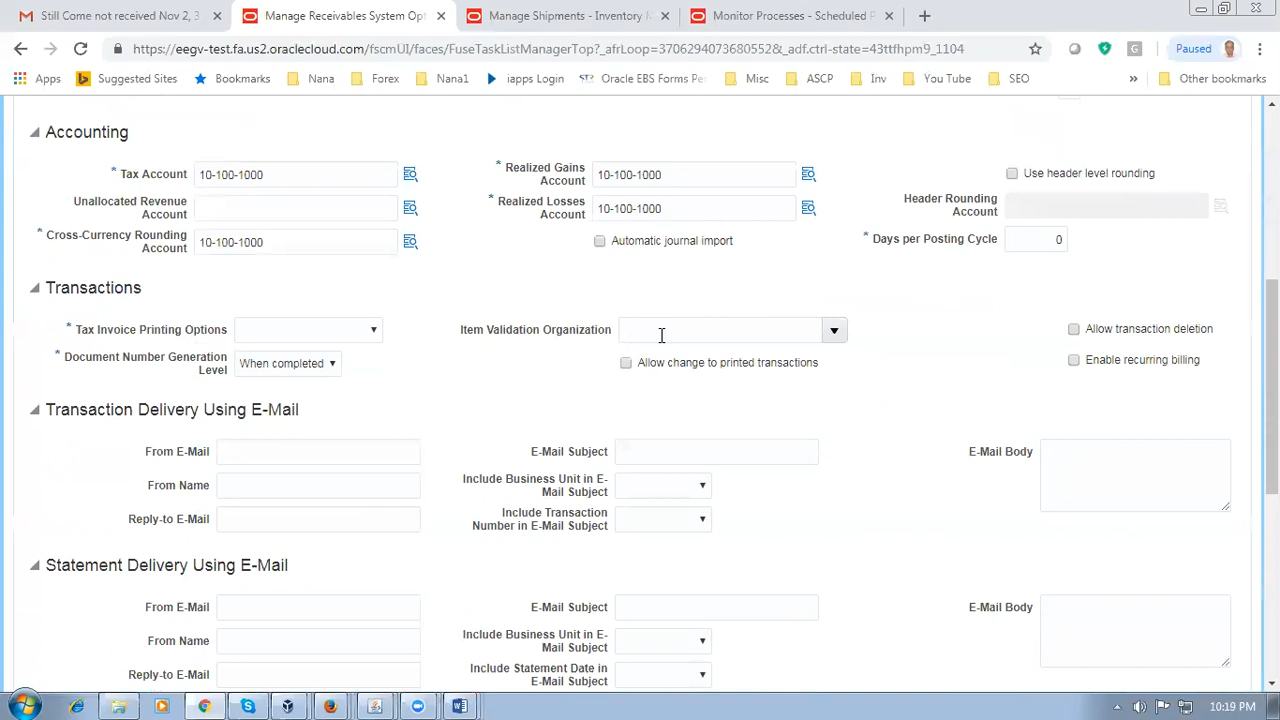 Still Come not received Nov 2, 3
Manage Receivables System Opt
Manage Shipments - Inventory M
Monitor Processes - Scheduled P
https://eegv-test.fa.us2.oraclecloud.com/fscmUI/faces/FuseTaskListManagerTop?_afrLoop=37062940736805528&_adf.ctrl-state=43ttfhpm9_1104
Paused
Apps Suggested Sites Bookmarks Nana Forex Nana1 iapps Login Oracle EBS Forms Pe Misc ASCP Inv You Tube SEO » Other bookmarks
Accounting
* Tax Account 10-100-1000
* Realized Gains Account 10-100-1000
Use header level rounding
Unallocated Revenue Account
* Realized Losses Account 10-100-1000
Header Rounding Account
* Cross-Currency Rounding Account 10-100-1000
Automatic journal import
* Days per Posting Cycle 0
Transactions
* Tax Invoice Printing Options
Item Validation Organization
Allow transaction deletion
* Document Number Generation Level When completed
Allow change to printed transactions
Enable recurring billing
Transaction Delivery Using E-Mail
From E-Mail
E-Mail Subject
E-Mail Body
From Name
Include Business Unit in E-Mail Subject
Reply-to E-Mail
Include Transaction Number in E-Mail Subject
Statement Delivery Using E-Mail
From E-Mail
E-Mail Subject
E-Mail Body
From Name
Include Business Unit in E-Mail Subject
Reply-to E-Mail
Include Statement Date in E-Mail Subject
10:19 PM